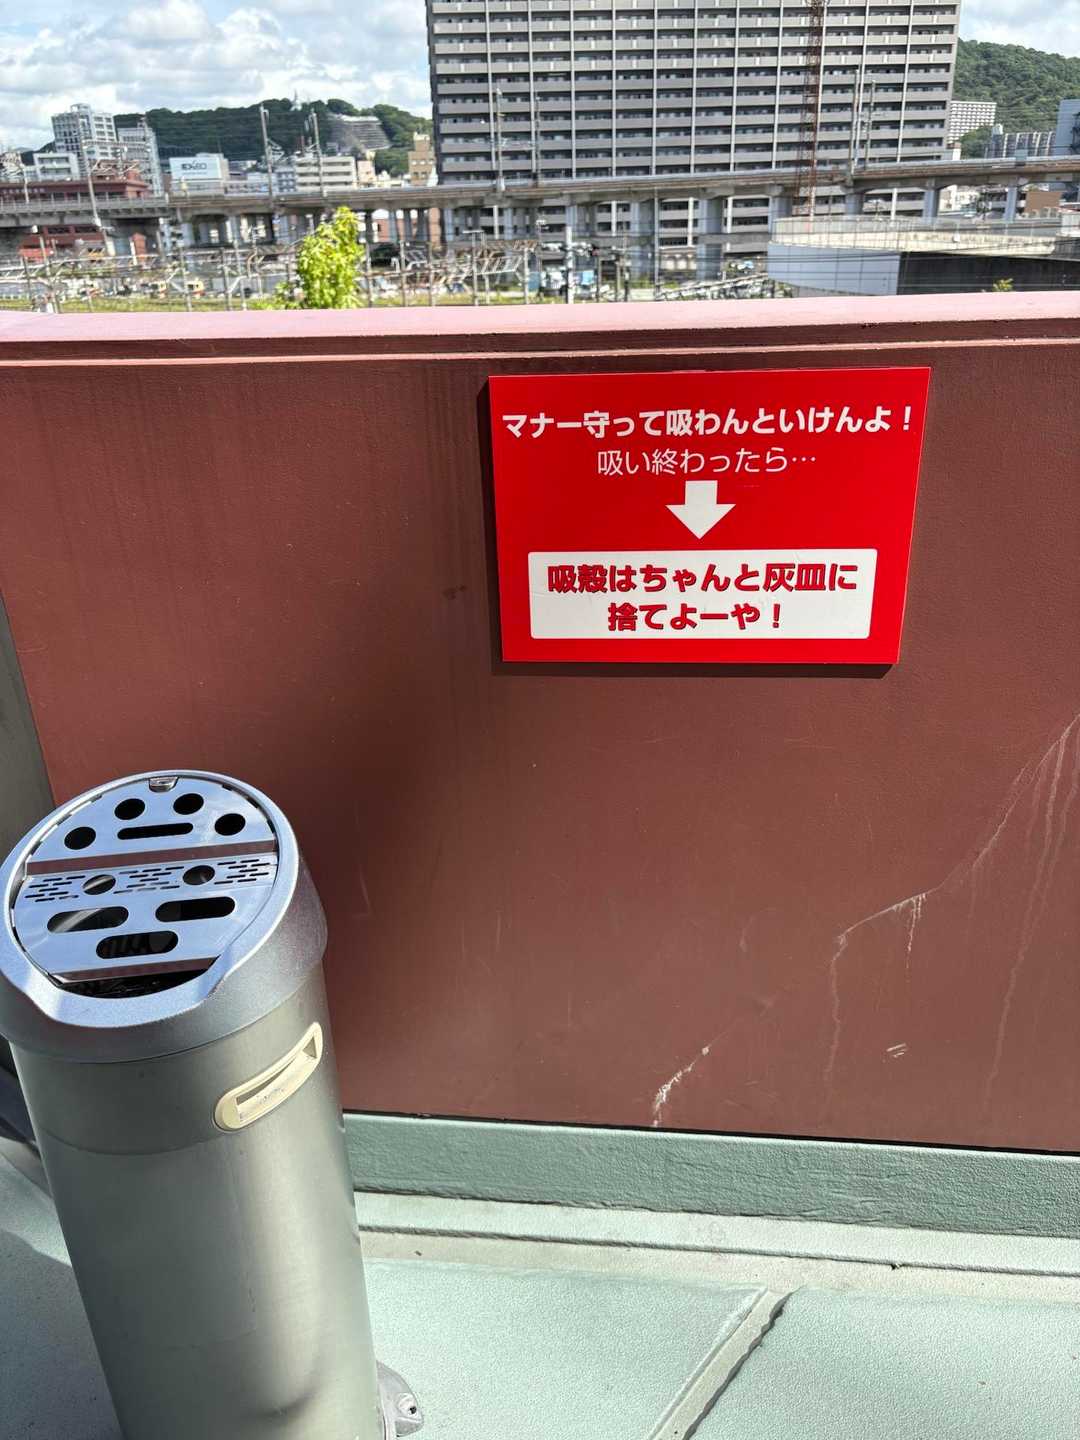 マナー守って吸わんといけんよ！
吸い終わったら…
吸殻はちゃんと灰皿に
捨てよーや！